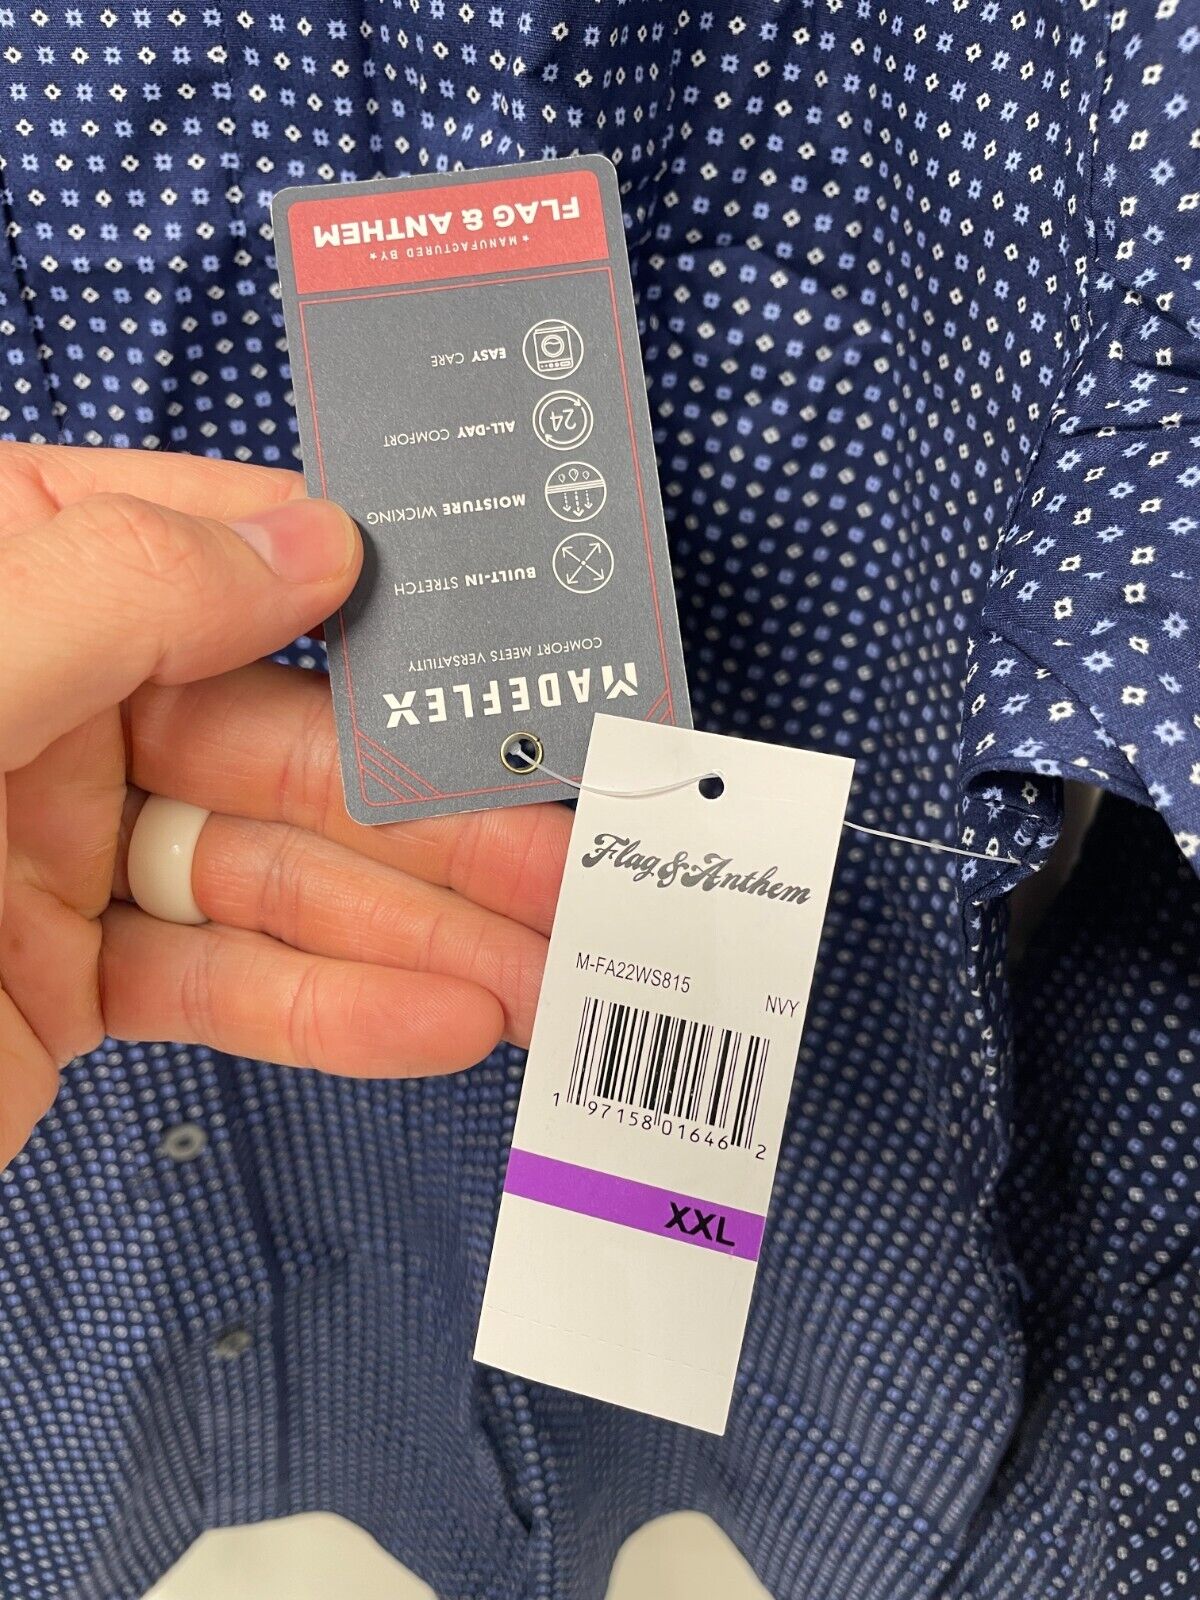 MADEFLEX
COMFORT MEETS VERSATILITY
BUILT-IN STRETCH
MOISTURE WICKING
24
ALL-DAY COMFORT
EASY CARE
★MANUFACTURED BY★
FLAG & ANTHEM
Flag & Anthem
M-FA22WS815
NVY
1 97158 01646 2
XXL